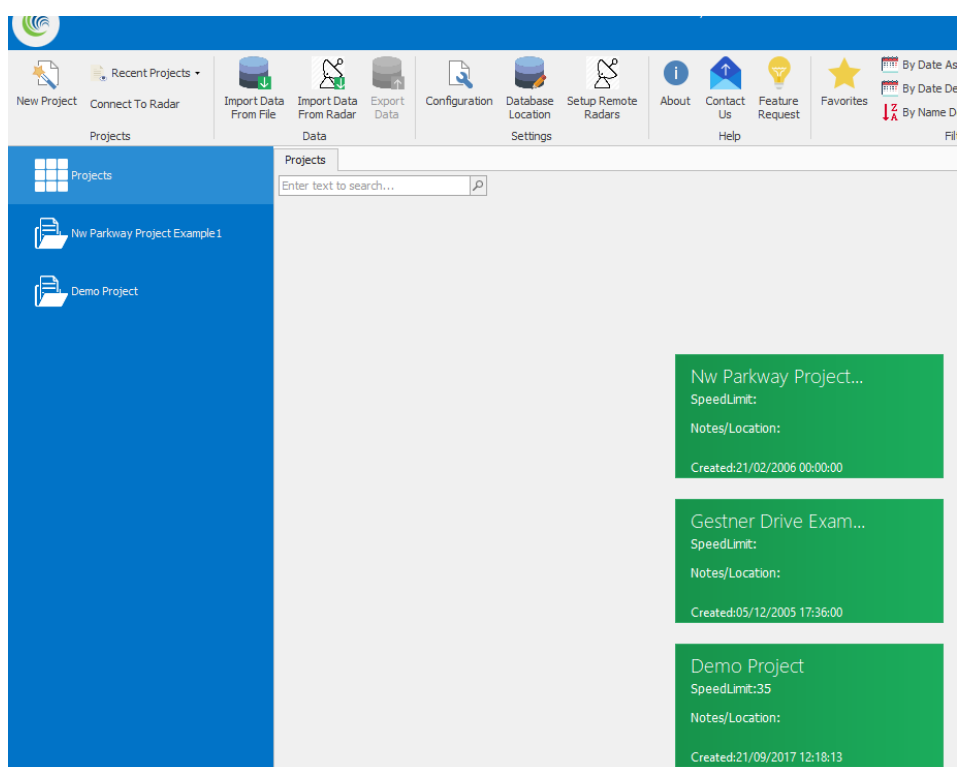 New Project
Recent Projects
Connect To Radar
Projects
Import Data
From File
Import Data
From Radar
Export
Data
Data
Configuration
Database
Location
Setup Remote
Radars
Settings
About
Contact
Us
Feature
Request
Help
Favorites
By Date As
By Date De
By Name D
Fil
Projects
Nw Parkway Project Example1
Demo Project
Projects
Enter text to search...
Nw Parkway Project...
SpeedLimit:
Notes/Location:
Created:21/02/2006 00:00:00
Gestner Drive Exam...
SpeedLimit:
Notes/Location:
Created:05/12/2005 17:36:00
Demo Project
SpeedLimit:35
Notes/Location:
Created:21/09/2017 12:18:13